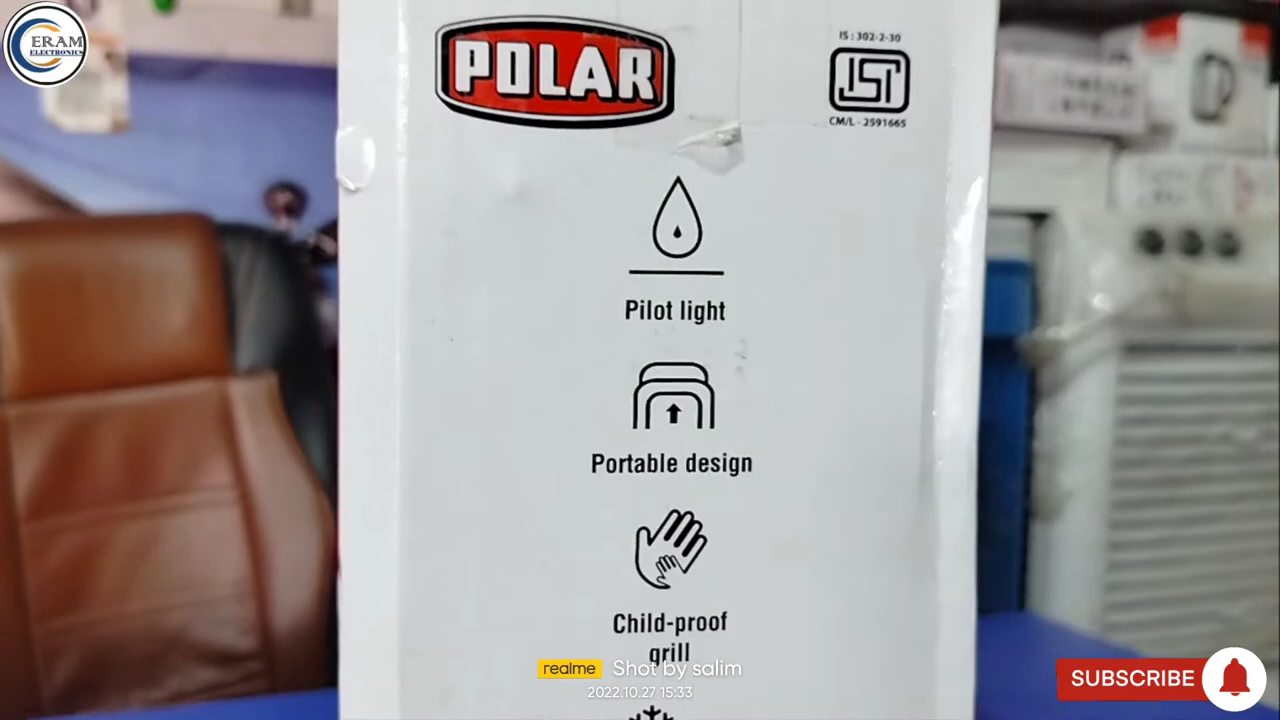 ERAM
ELECTRONICS
POLAR
IS : 302-2-30
ISI
CM/L - 2591665
Pilot light
Portable design
Child-proof
grill
realme Shot by salim
2022.10.27 15:33
SUBSCRIBE